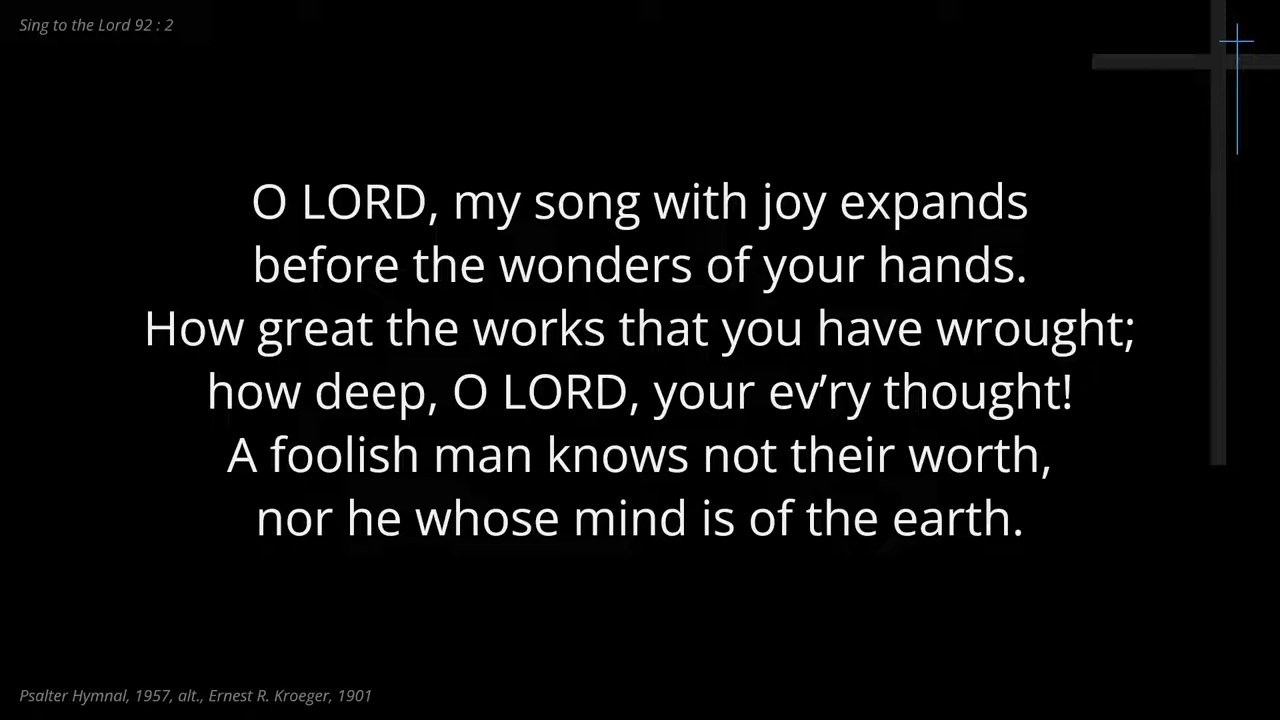 Sing to the Lord 92 : 2
O LORD, my song with joy expands
before the wonders of your hands.
How great the works that you have wrought;
how deep, O LORD, your ev’ry thought!
A foolish man knows not their worth,
nor he whose mind is of the earth.
Psalter Hymnal, 1957, alt., Ernest R. Kroeger, 1901